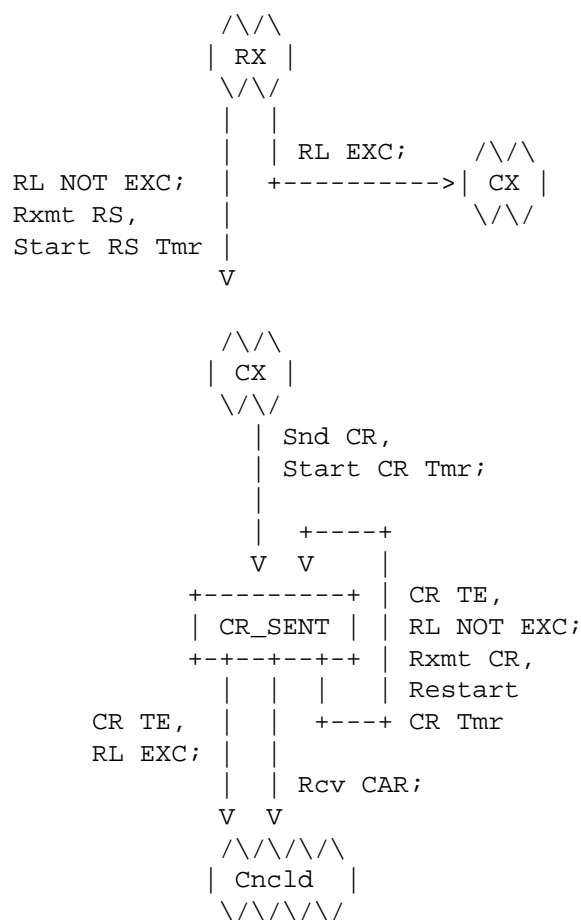 RX
RL EXC;
RL NOT EXC;
CX
Rxmt RS,
Start RS Tmr
CX
Snd CR,
Start CR Tmr;
CR TE,
CR_SENT
RL NOT EXC;
Rxmt CR,
Restart
CR TE,
CR Tmr
RL EXC;
Rcv CAR;
Cncld